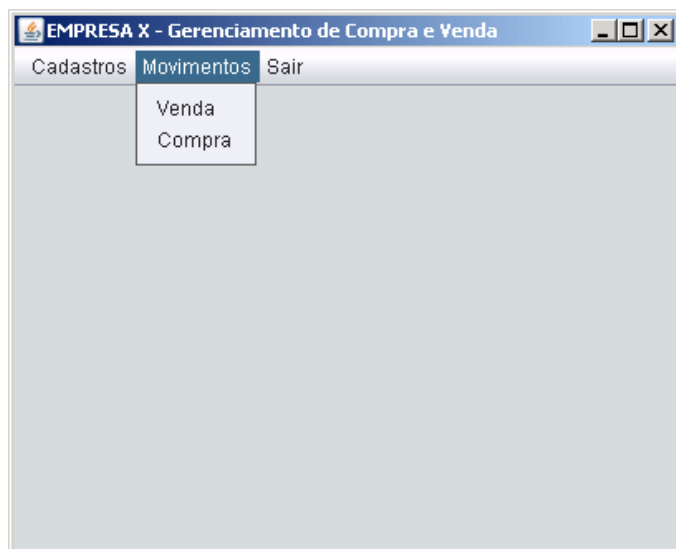 EMPRESA X - Gerenciamento de Compra e Venda
Cadastros Movimentos Sair
Venda
Compra